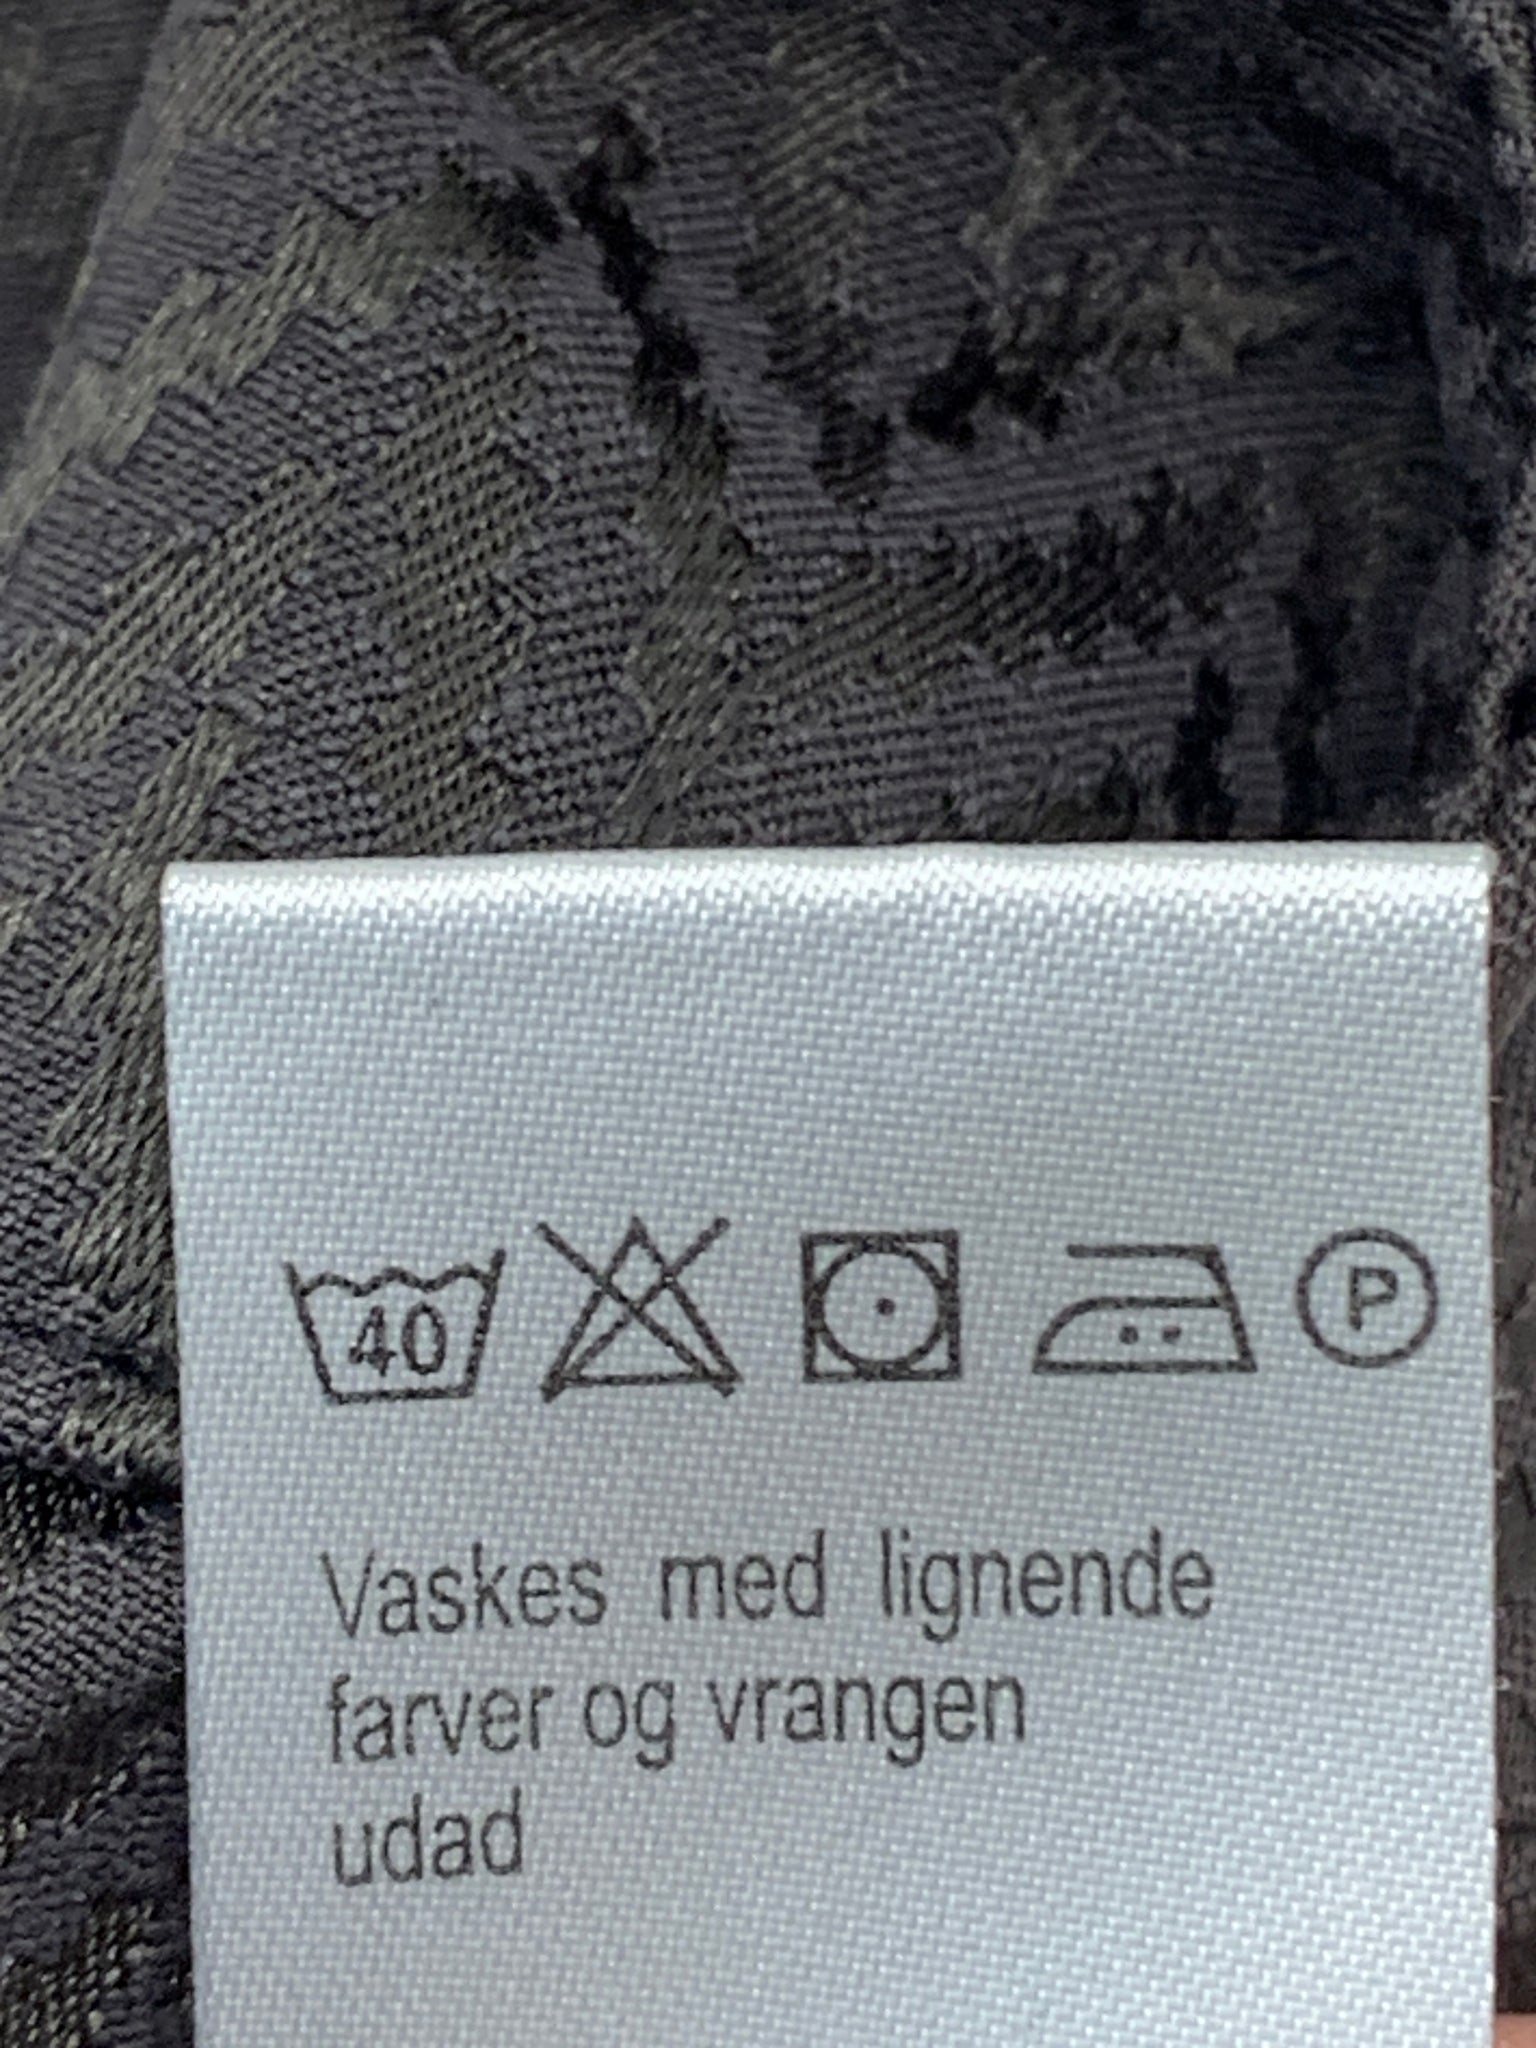 40
P
Vaskes med lignende
farver og vrangen
udad